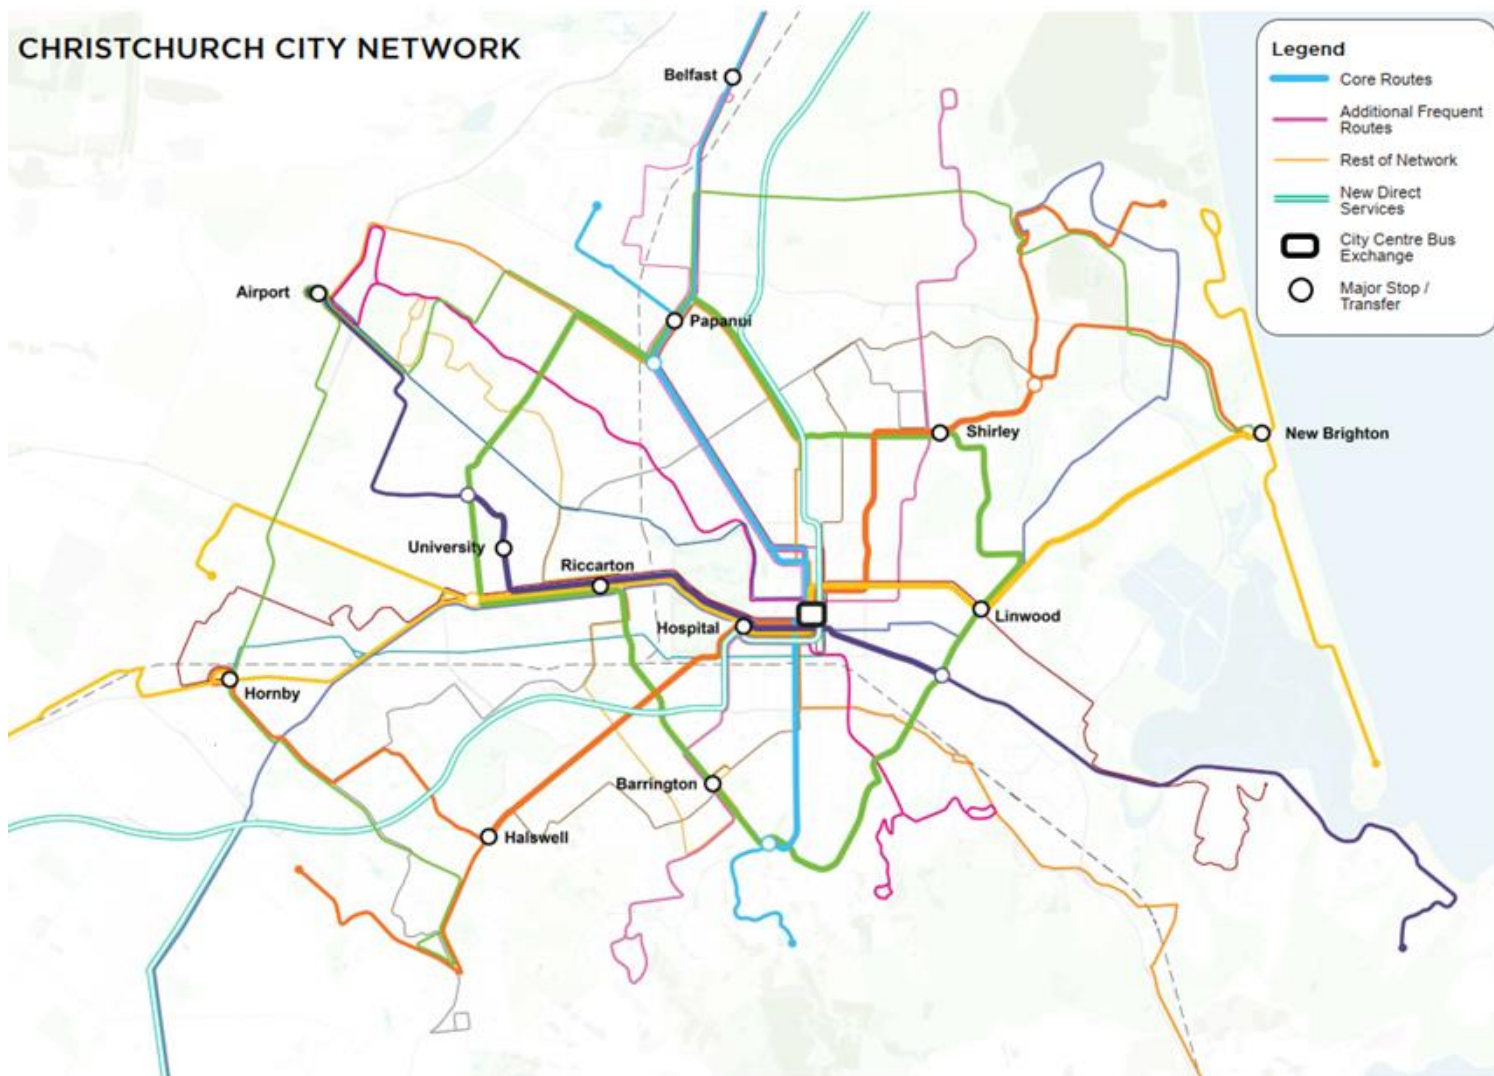 CHRISTCHURCH CITY NETWORK
Legend
Core Routes
Additional Frequent
Routes
Rest of Network
New Direct
Services
City Centre Bus
Exchange
Major Stop /
Transfer
Belfast
Airport
Papanui
Shirley
New Brighton
University
Riccarton
Hospital
Linwood
Hornby
Barrington
Halswell